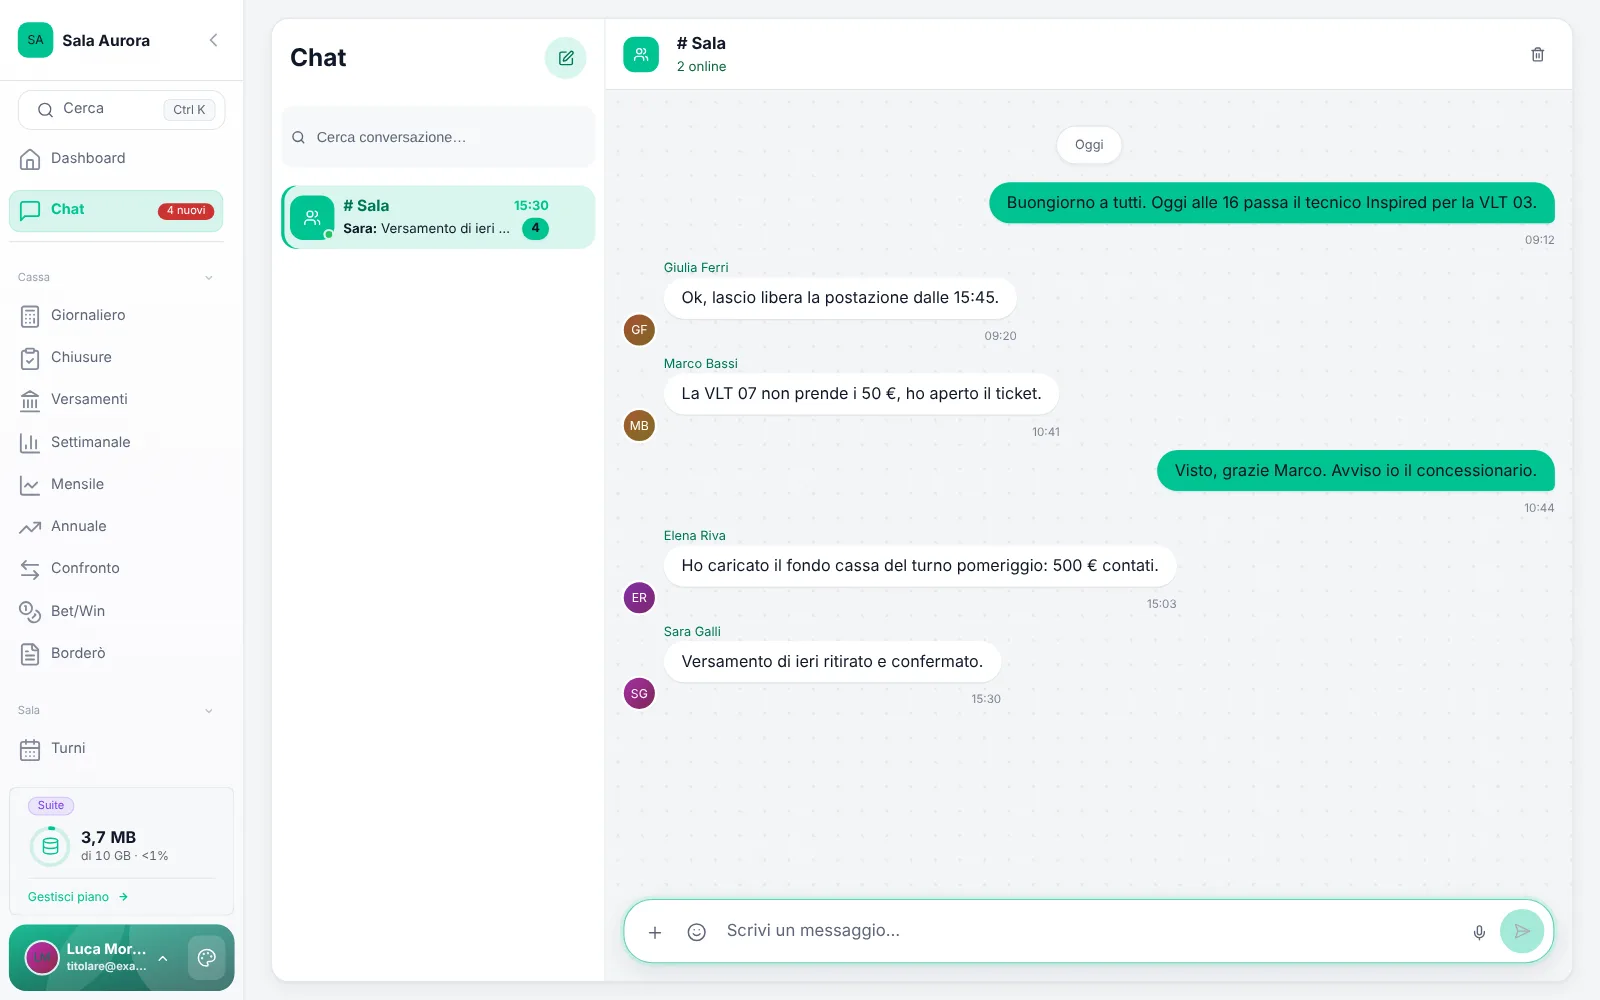 SA
Sala Aurora
Cerca
Ctrl K
Dashboard
Chat
4 nuovi
Cassa
Giornaliero
Chiusure
Versamenti
Settimanale
Mensile
Annuale
Confronto
Bet/Win
Borderò
Sala
Turni
Suite
3,7 MB
di 10 GB · <1%
Gestisci piano →
LM
Luca Mor...
titolare@exa...
Chat
Cerca conversazione…
# Sala
15:30
Sara: Versamento di ieri ...
4
# Sala
2 online
Oggi
Buongiorno a tutti. Oggi alle 16 passa il tecnico Inspired per la VLT 03.
09:12
Giulia Ferri
Ok, lascio libera la postazione dalle 15:45.
GF
09:20
Marco Bassi
La VLT 07 non prende i 50 €, ho aperto il ticket.
MB
10:41
Visto, grazie Marco. Avviso io il concessionario.
10:44
Elena Riva
Ho caricato il fondo cassa del turno pomeriggio: 500 € contati.
ER
15:03
Sara Galli
Versamento di ieri ritirato e confermato.
SG
15:30
Scrivi un messaggio...